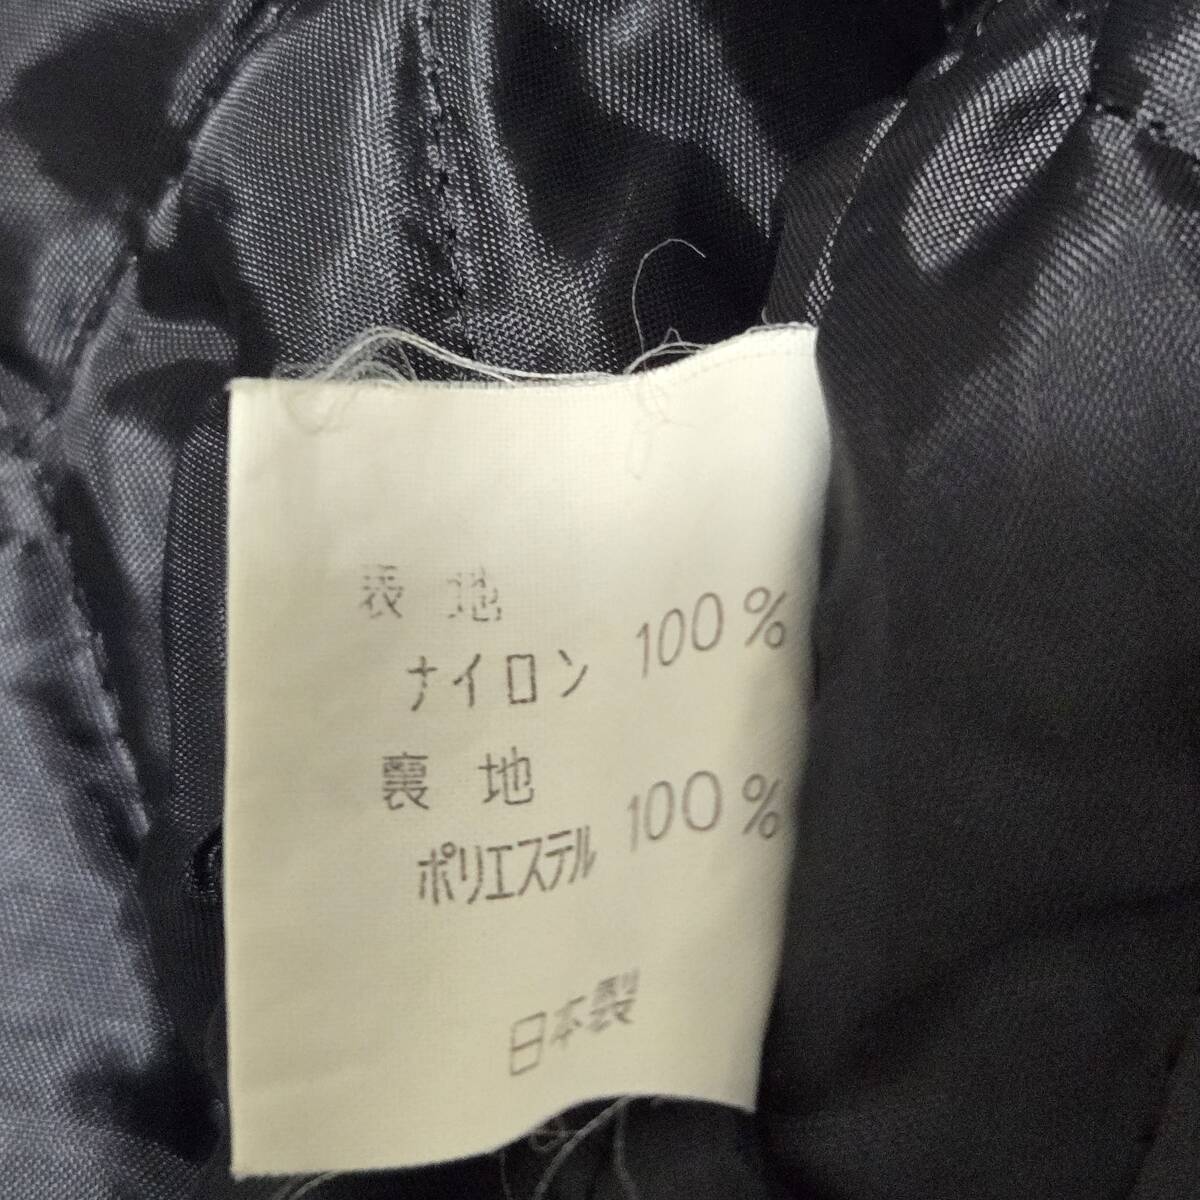 表地
ナイロン 100%
裏地
ポリエステル 100%
日本製